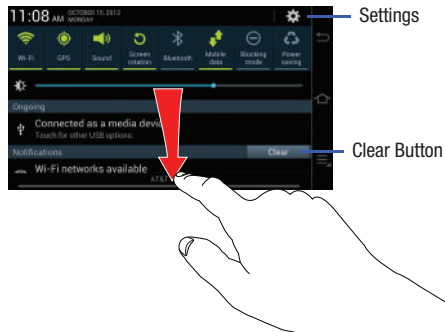 11:08 AM OCTOBER 15, 2012 MONDAY
Settings
Wi-Fi GPS Sound Screen rotation Bluetooth Mobile data Blocking mode Power saving
Ongoing
Connected as a media devic
Touch for other USB options.
Notifications Clear
Clear Button
Wi-Fi networks available
AT&T